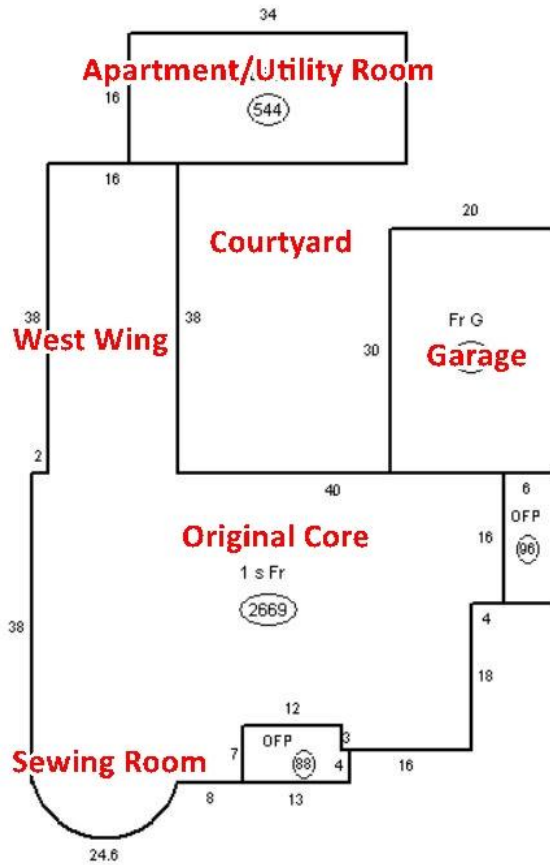 34
Apartment/Utility Room
16
544
16
20
Courtyard
38
38
Fr G
West Wing
30
Garage
2
40
6
Original Core
16
OFP
(96)
1 s Fr
2669
4
38
18
12
OFP
3
Sewing Room
7
(88)
4
16
8
13
24.6